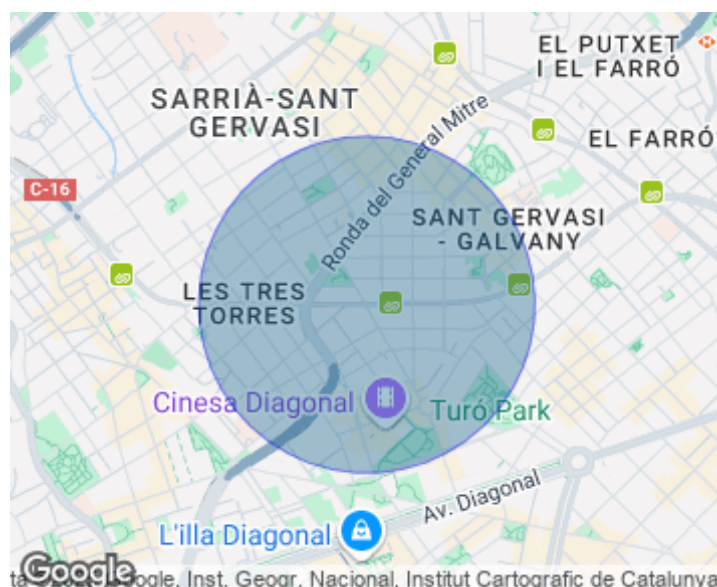 EL PUTXET
I EL FARRÓ
SARRIÀ-SANT
GERVASI
Ronda del General Mitre
EL FARRÓ
C-16
SANT GERVASI
- GALVANY
LES TRES
TORRES
Cinesa Diagonal
Turó Park
Av. Diagonal
L'illa Diagonal
Google
Inst. Geogr. Nacional, Institut Cartografic de Catalunya